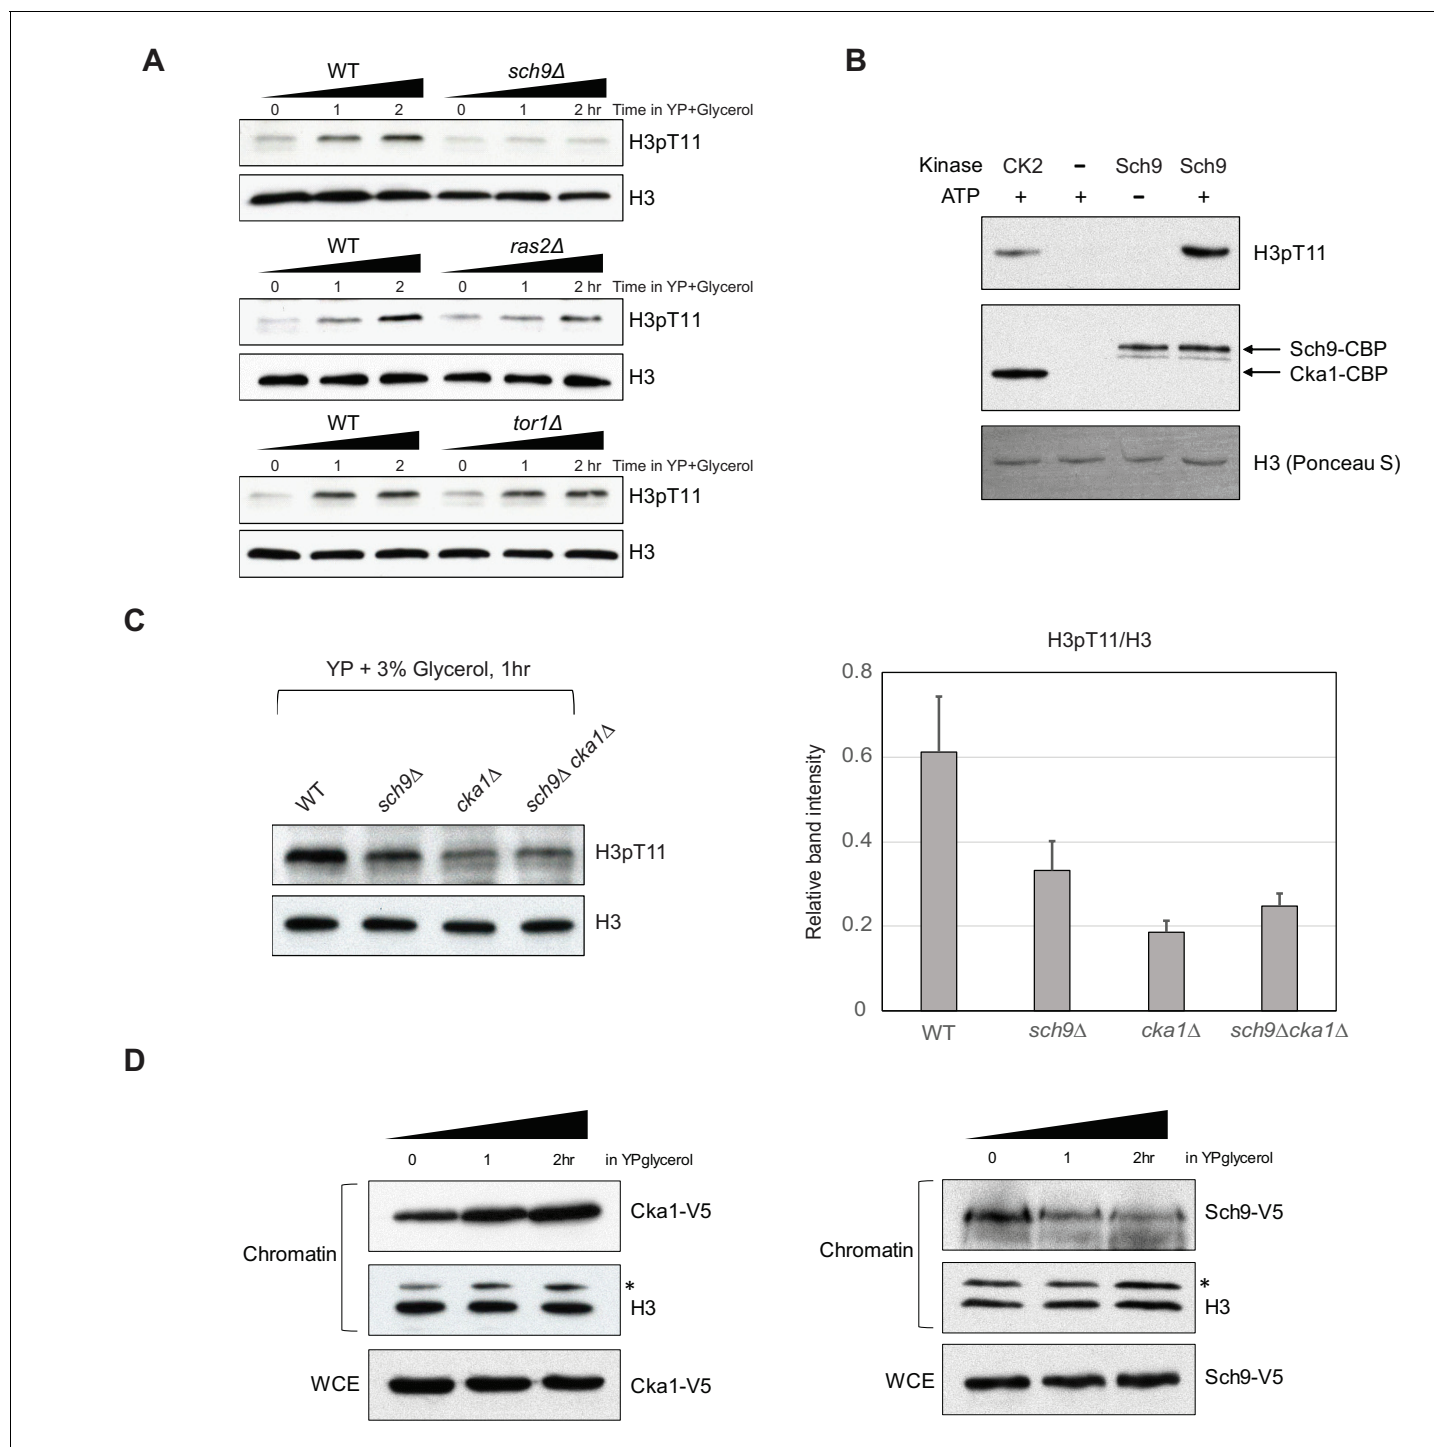 A
WT sch9Δ
0 1 2 0 1 2 hr Time in YP+Glycerol
H3pT11
H3
WT ras2Δ
0 1 2 0 1 2 hr Time in YP+Glycerol
H3pT11
H3
WT tor1Δ
0 1 2 0 1 2 hr Time in YP+Glycerol
H3pT11
H3
B
Kinase CK2 - Sch9 Sch9
ATP + + - +
H3pT11
Sch9-CBP
Cka1-CBP
H3 (Ponceau S)
C
YP + 3% Glycerol, 1hr
WT sch9Δ cka1Δ sch9Δ cka1Δ
H3pT11
H3
H3pT11/H3
Relative band intensity
0.8
0.6
0.4
0.2
0
WT sch9Δ cka1Δ sch9Δcka1Δ
D
0 1 2hr in YPglycerol
Cka1-V5
Chromatin
*
H3
WCE Cka1-V5
0 1 2hr in YPglycerol
Sch9-V5
Chromatin
*
H3
WCE Sch9-V5